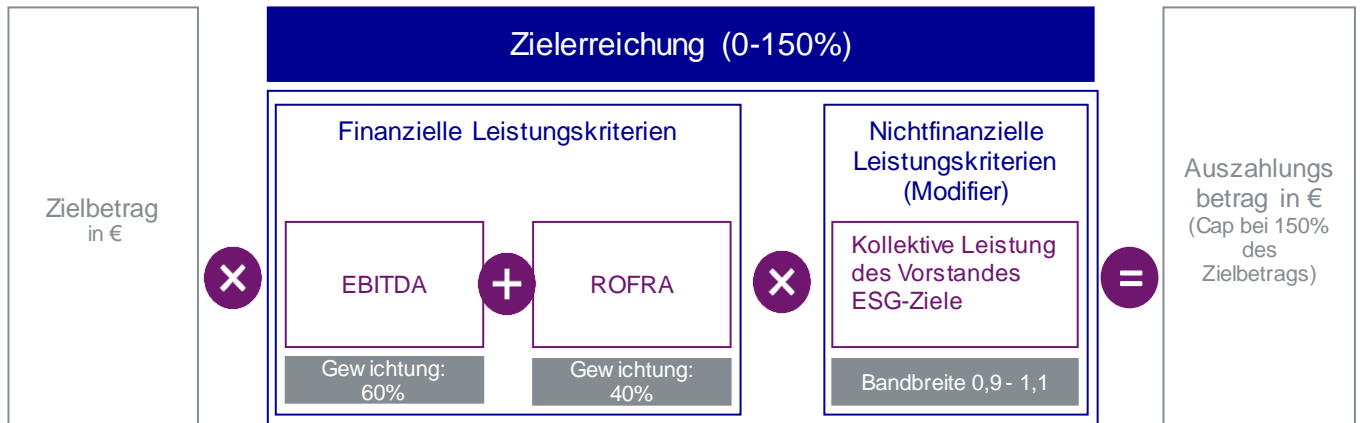 Zielerreichung (0-150%)
Zielbetrag
in €
Finanzielle Leistungskriterien
EBITDA
ROFRA
Gewichtung:
60%
Gewichtung:
40%
Nichtfinanzielle
Leistungskriterien
(Modifier)
Kollektive Leistung
des Vorstandes
ESG-Ziele
Bandbreite 0,9 - 1,1
Auszahlungs
betrag in €
(Cap bei 150%
des
Zielbetrags)